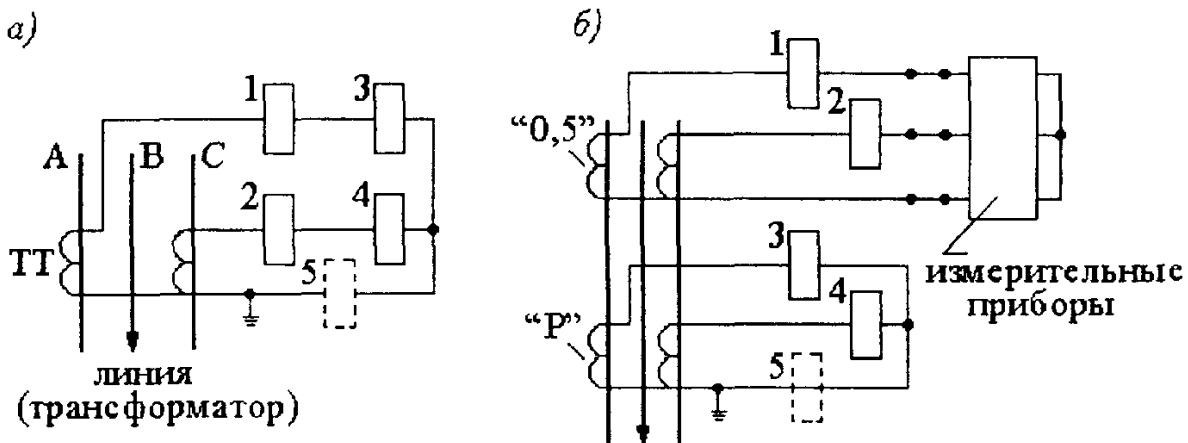 а)
1
3
А
В
С
2
4
ТТ
5
линия
(трансформатор)
б)
1
2
“0,5”
3
измерительные
приборы
4
“Р”
5